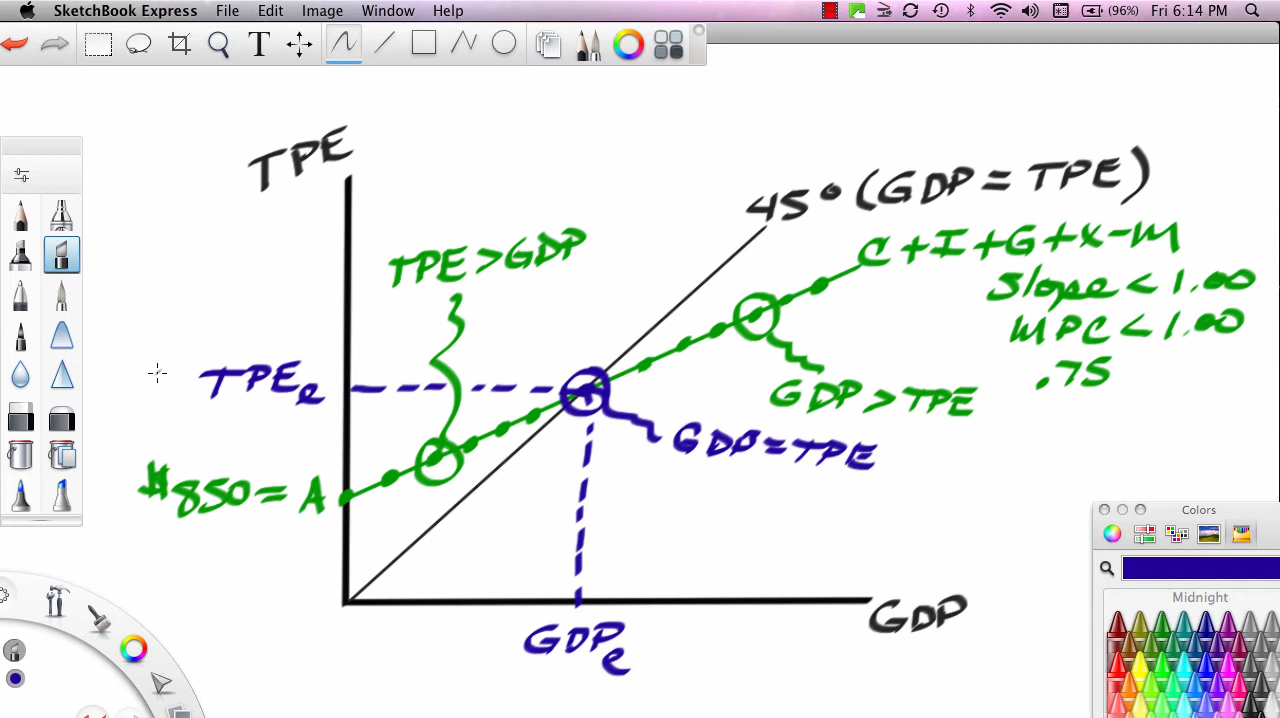 SketchBook Express File Edit Image Window Help (96%) Fri 6:14 PM
T
TPE
45° (GDP = TPE)
C + I + G + X - M
TPE > GDP
Slope < 1.00
MPC < 1.00
.75
TPEe
GDP > TPE
GDP = TPE
$850 = A
Colors
Midnight
GDP
GDPe